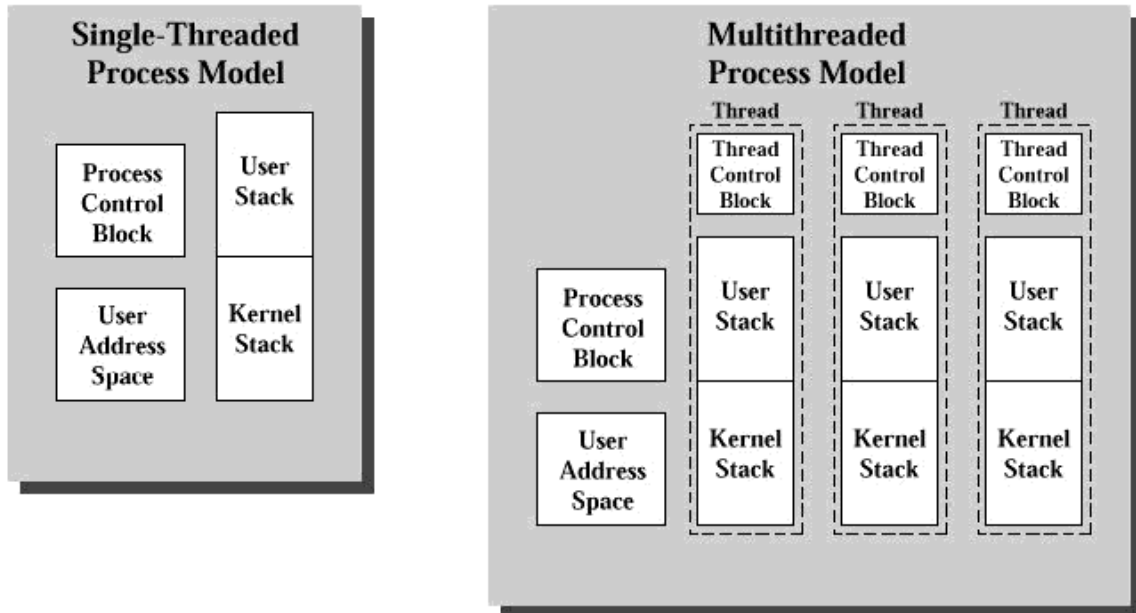 Single-Threaded
Process Model
Process
Control
Block
User
Stack
User
Address
Space
Kernel
Stack
Multithreaded
Process Model
Thread
Thread
Control
Block
User
Stack
Kernel
Stack
Thread
Thread
Control
Block
User
Stack
Kernel
Stack
Thread
Thread
Control
Block
User
Stack
Kernel
Stack
Process
Control
Block
User
Address
Space